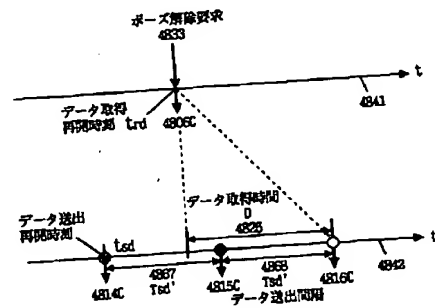 ポーズ解除要求
4833
t
データ取得
再開時刻 trd
4806C
4841
データ取得時間
D
4826
データ送出
再開時刻
tsd
t
4867
Tsd'
4868
Tsd'
4814C
4815C
4816C
4842
データ送出間隔